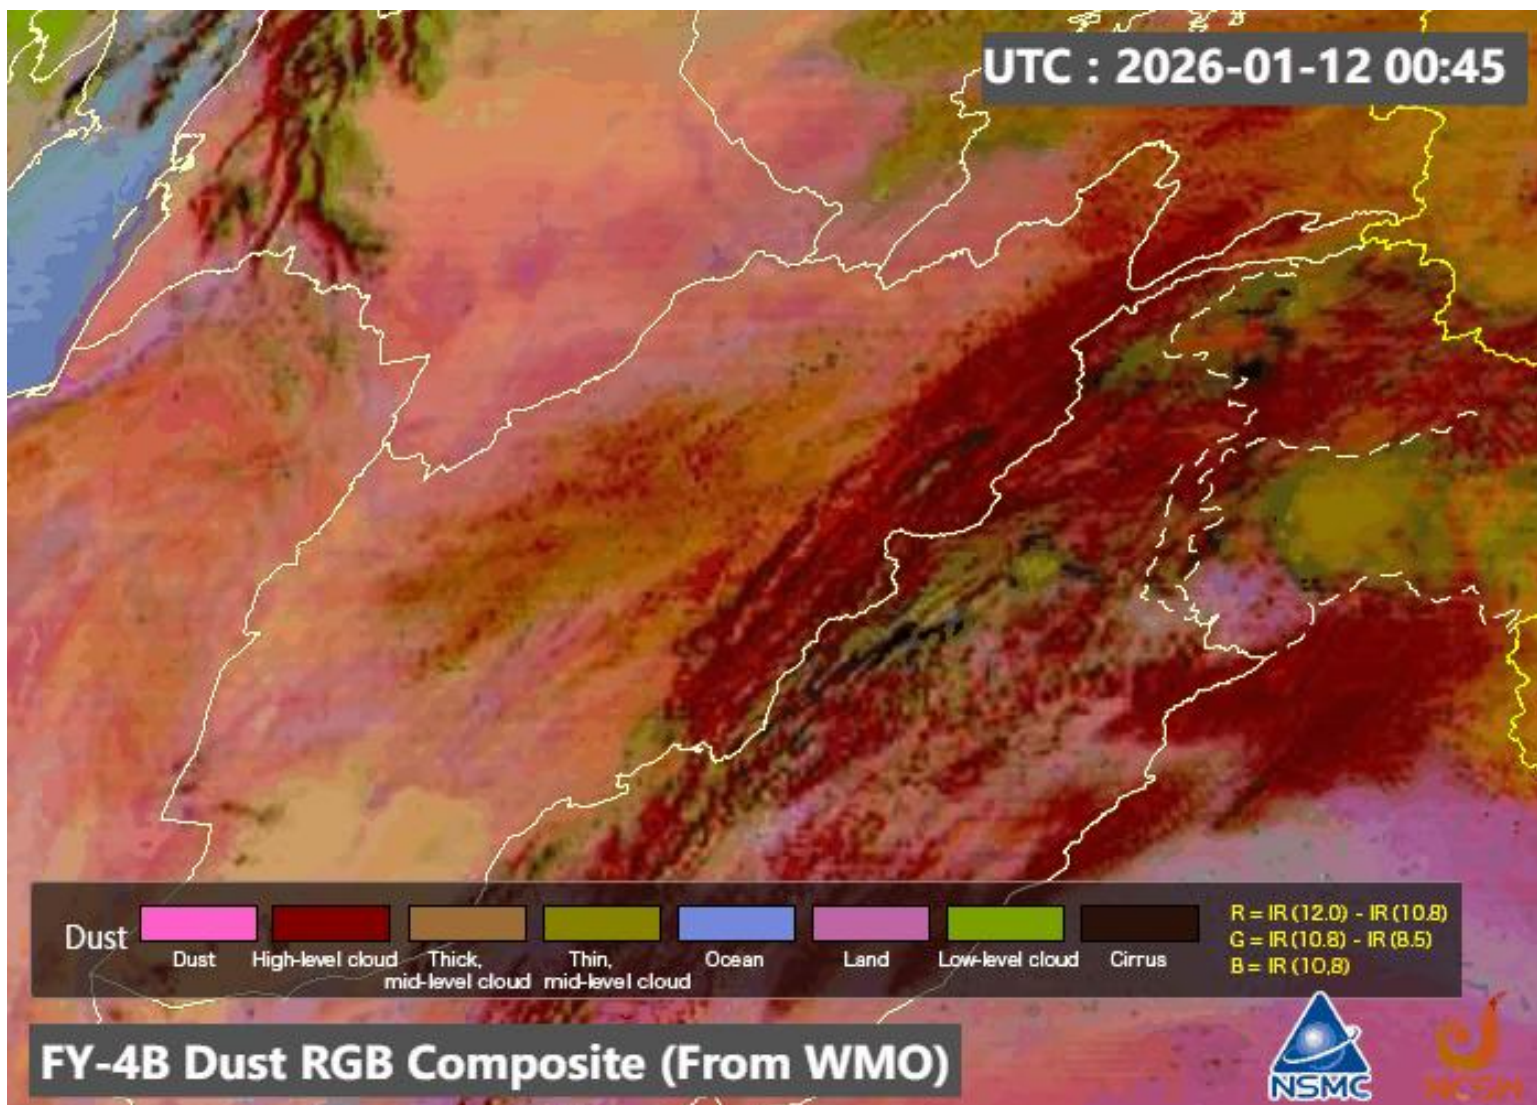 UTC : 2026-01-12 00:45
Dust
Dust
High-level cloud
Thick,
mid-level cloud
Thin,
mid-level cloud
Ocean
Land
Low-level cloud
Cirrus
R = IR (12.0) - IR (10.8)
G = IR (10.8) - IR (8.5)
B = IR (10.8)
FY-4B Dust RGB Composite (From WMO)
NSMC